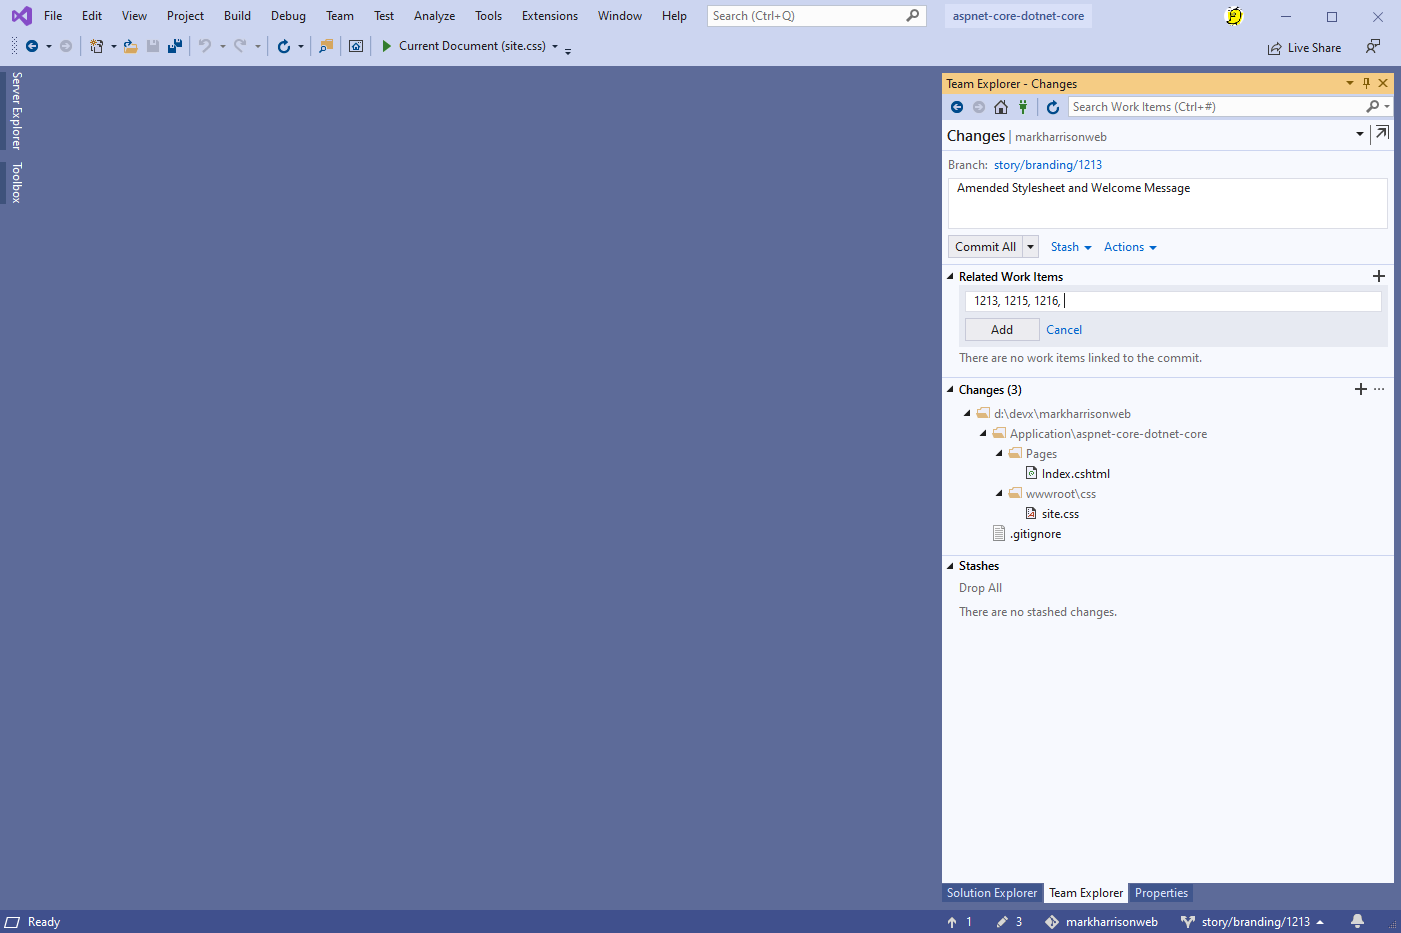 File Edit View Project Build Debug Team Test Analyze Tools Extensions Window Help Search (Ctrl+Q) aspnet-core-dotnet-core
Current Document (site.css) Live Share
Server Explorer
Toolbox
Team Explorer - Changes
Search Work Items (Ctrl+#)
Changes | markharrisonweb
Branch: story/branding/1213
Amended Stylesheet and Welcome Message
Commit All Stash Actions
Related Work Items
1213, 1215, 1216,
Add Cancel
There are no work items linked to the commit.
Changes (3)
d:\devx\markharrisonweb
Application\aspnet-core-dotnet-core
Pages
Index.cshtml
wwwroot\css
site.css
.gitignore
Stashes
Drop All
There are no stashed changes.
Solution Explorer Team Explorer Properties
Ready 1 3 markharrisonweb story/branding/1213